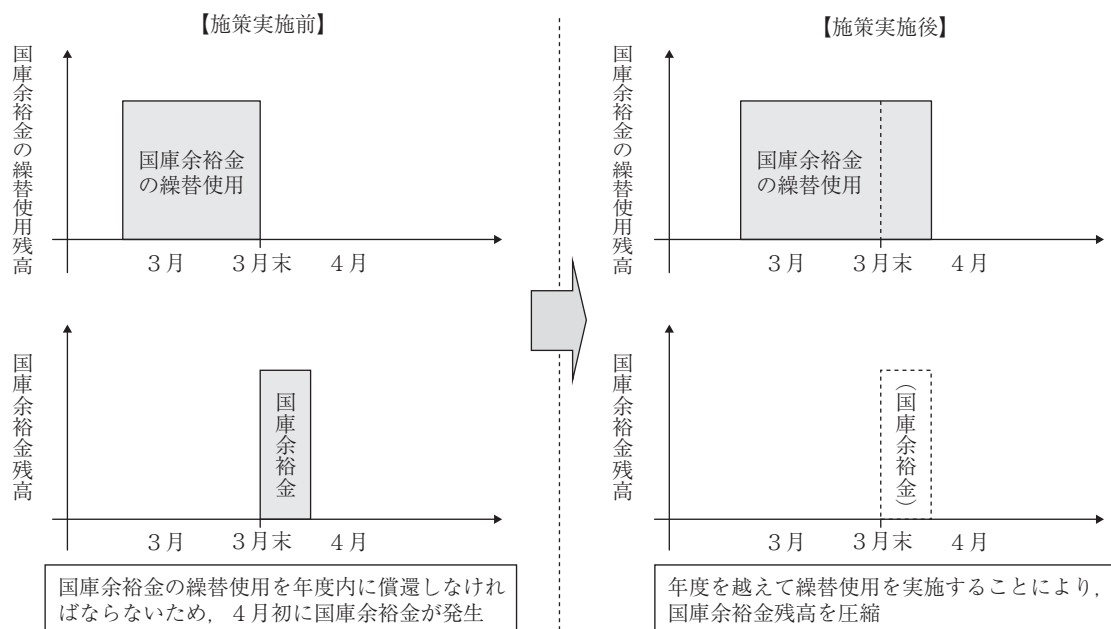 【施策実施前】
国庫余裕金の繰替使用残高
国庫余裕金
の繰替使用
3月 3月末 4月
国庫余裕金残高
国庫余裕金
3月 3月末 4月
国庫余裕金の繰替使用を年度内に償還しなけれ
ばならないため，4月初に国庫余裕金が発生
【施策実施後】
国庫余裕金の繰替使用残高
国庫余裕金
の繰替使用
3月 3月末 4月
国庫余裕金残高
（国庫余裕金）
3月 3月末 4月
年度を越えて繰替使用を実施することにより，
国庫余裕金残高を圧縮